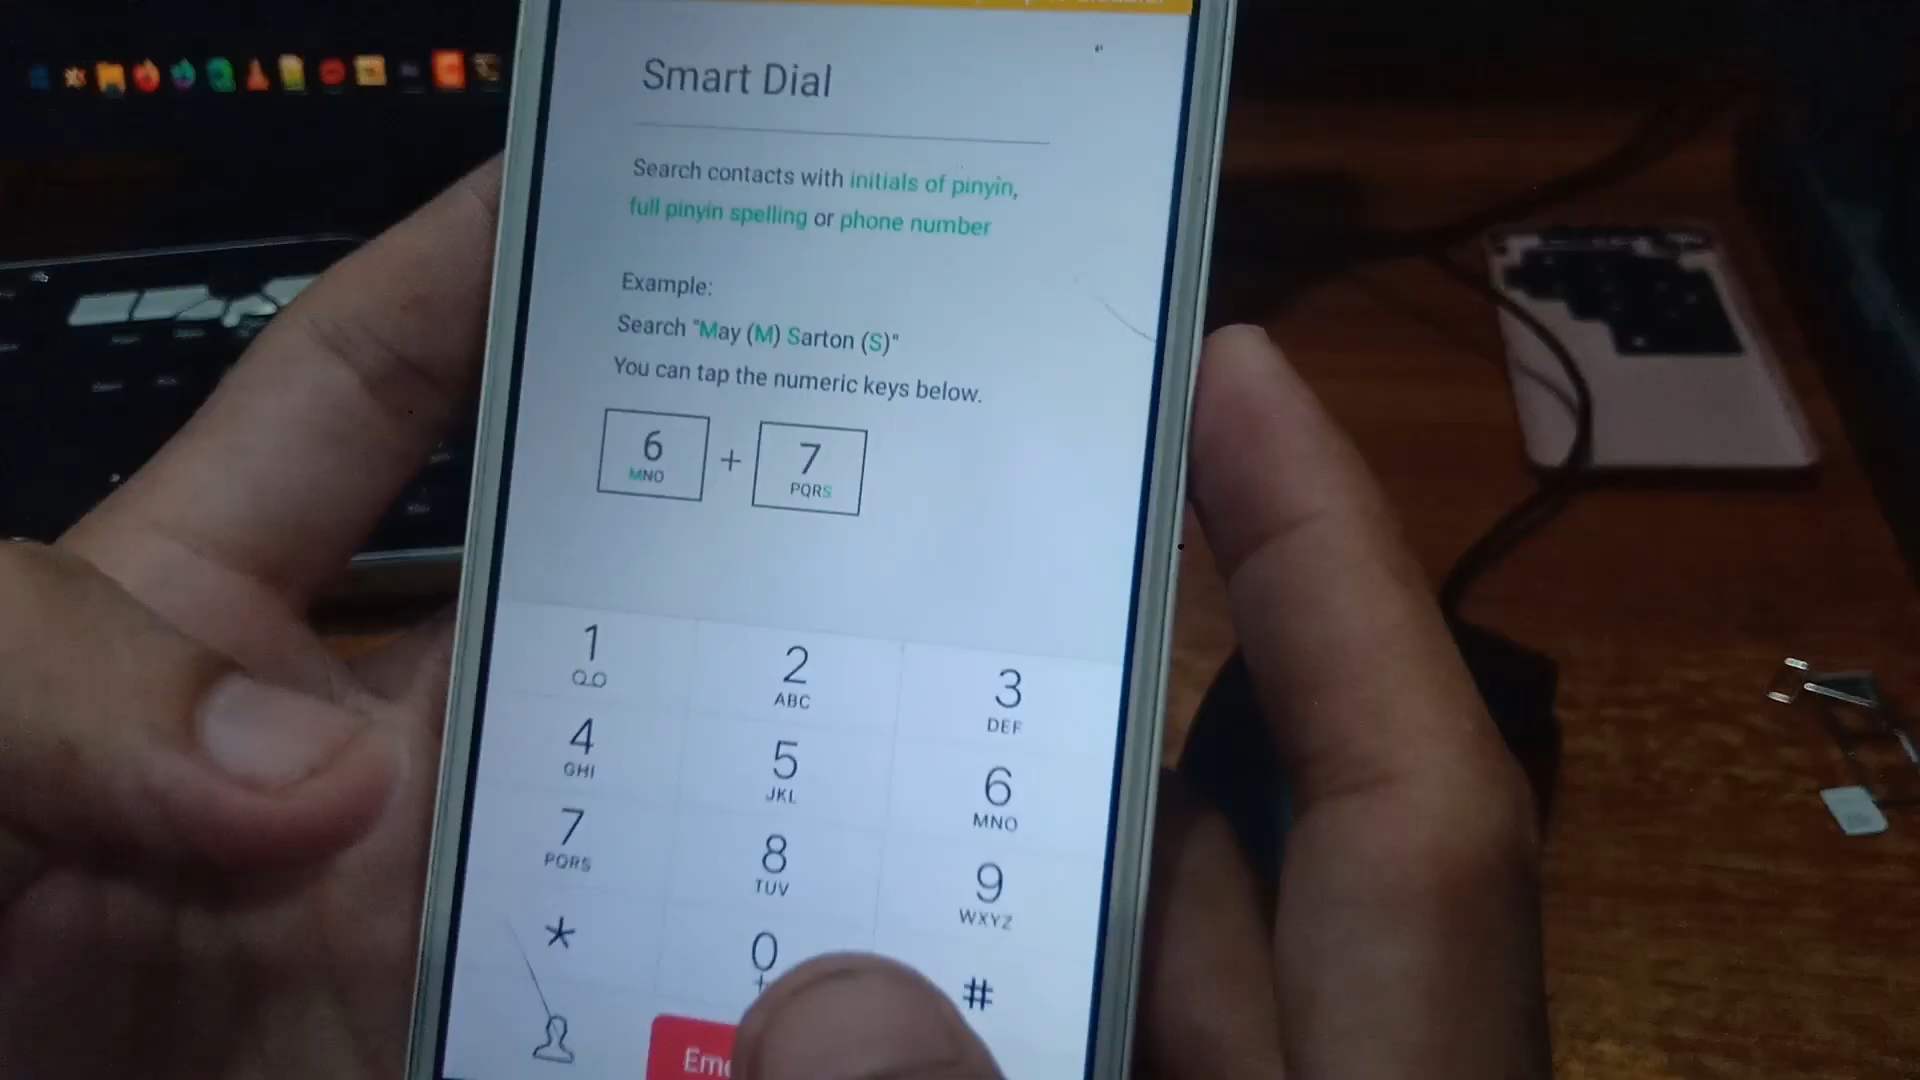 Smart Dial
Search contacts with initials of pinyin,
full pinyin spelling or phone number
Example:
Search "May (M) Sarton (S)"
You can tap the numeric keys below.
6 + 7
MNO PQRS
1 2 3
ABC DEF
4 5 6
GHI JKL MNO
7 8 9
PQRS TUV WXYZ
* 0 #
+